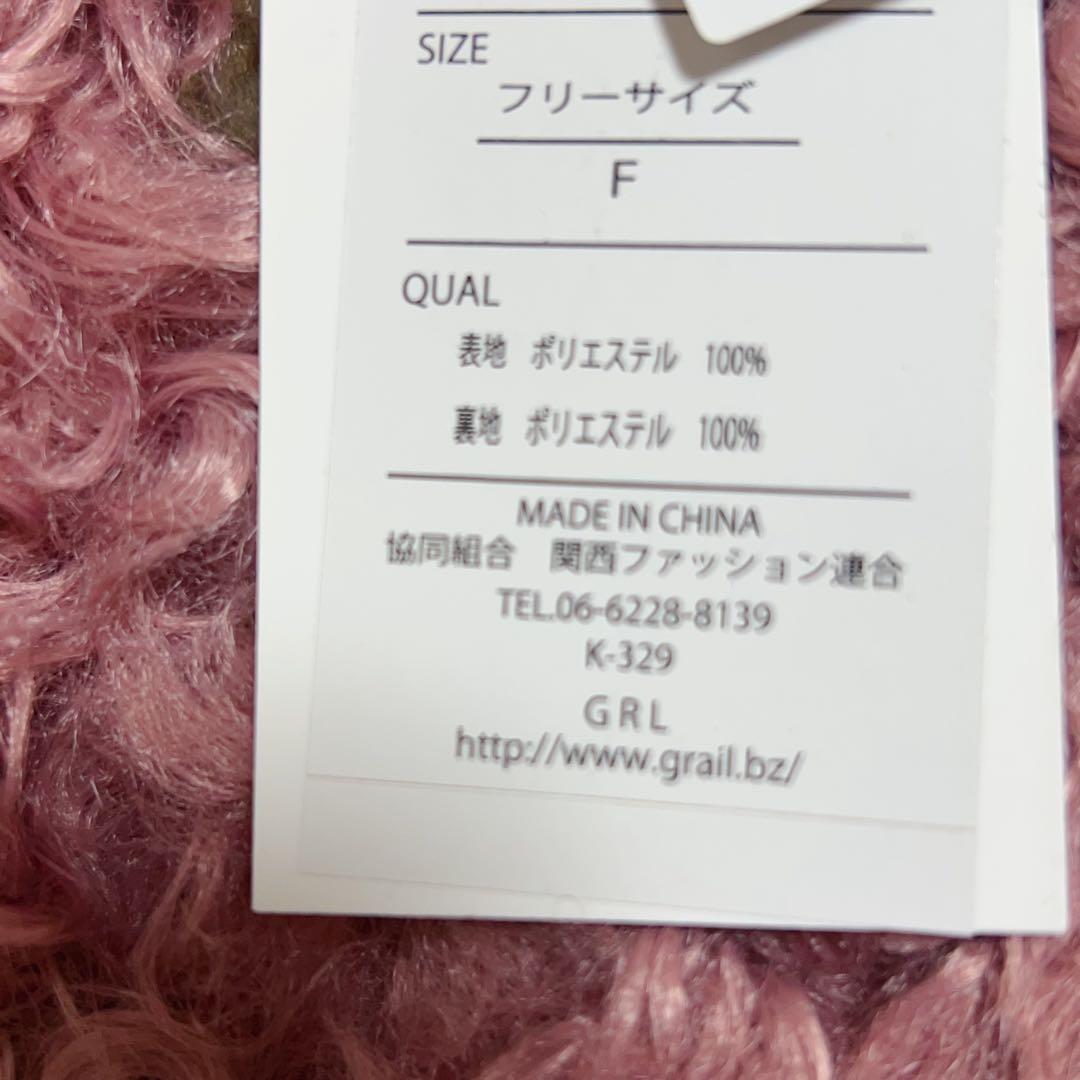 SIZE
フリーサイズ
F
QUAL
表地 ポリエステル 100%
裏地 ポリエステル 100%
MADE IN CHINA
協同組合 関西ファッション連合
TEL.06-6228-8139
K-329
GRL
http://www.grail.bz/